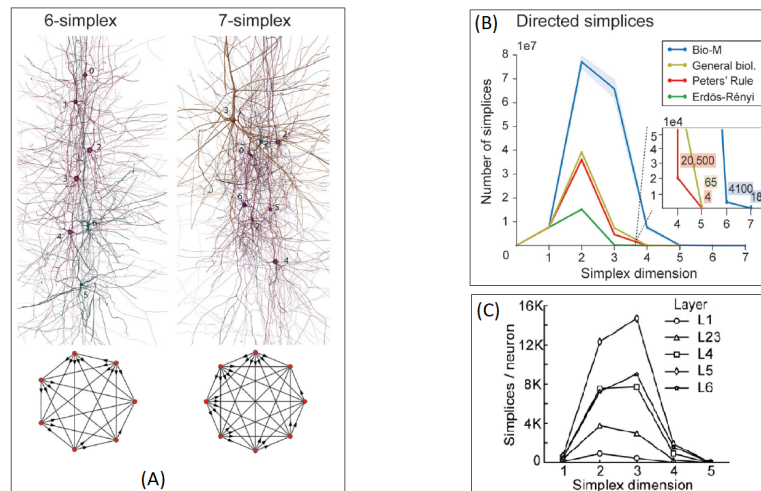 6-simplex
7-simplex
0
1
2
3
4
6
5
3
2
0
6
5
4
(A)
(B) Directed simplices
1e7
8
7
6
5
4
3
2
1
0
1
2
3
4
5
6
7
Number of simplices
Simplex dimension
Bio-M
General biol.
Peters' Rule
Erdös-Rényi
1e4
5
4
3
2
1
20,500
65
4
4100
18
4
5
6
7
(C)
Layer
L1
L23
L4
L5
L6
16K
12K
8K
4K
0
1
2
3
4
5
Simplices / neuron
Simplex dimension